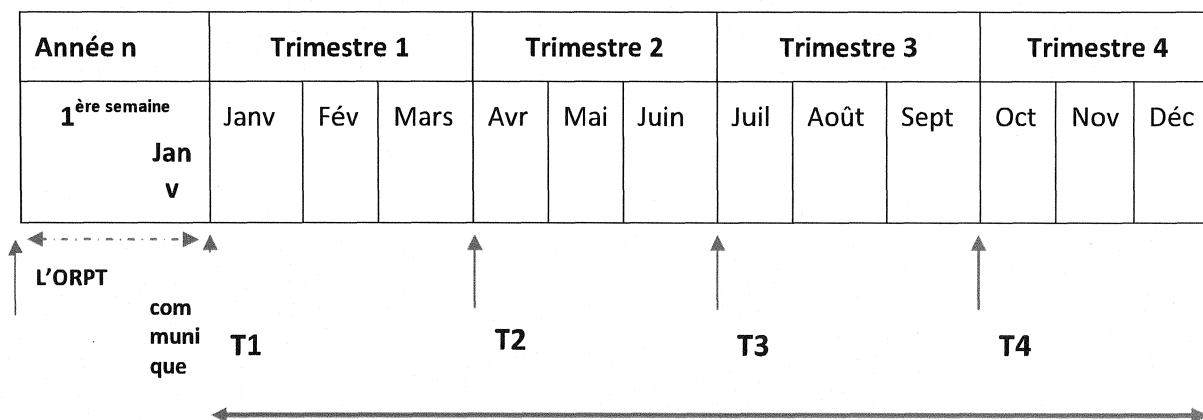 Année n Trimestre 1 Trimestre 2 Trimestre 3 Trimestre 4
1ère semaine Janv Fév Mars Avr Mai Juin Juil Août Sept Oct Nov Déc
Jan
v
L'ORPT
com
muni
que
T1 T2 T3 T4